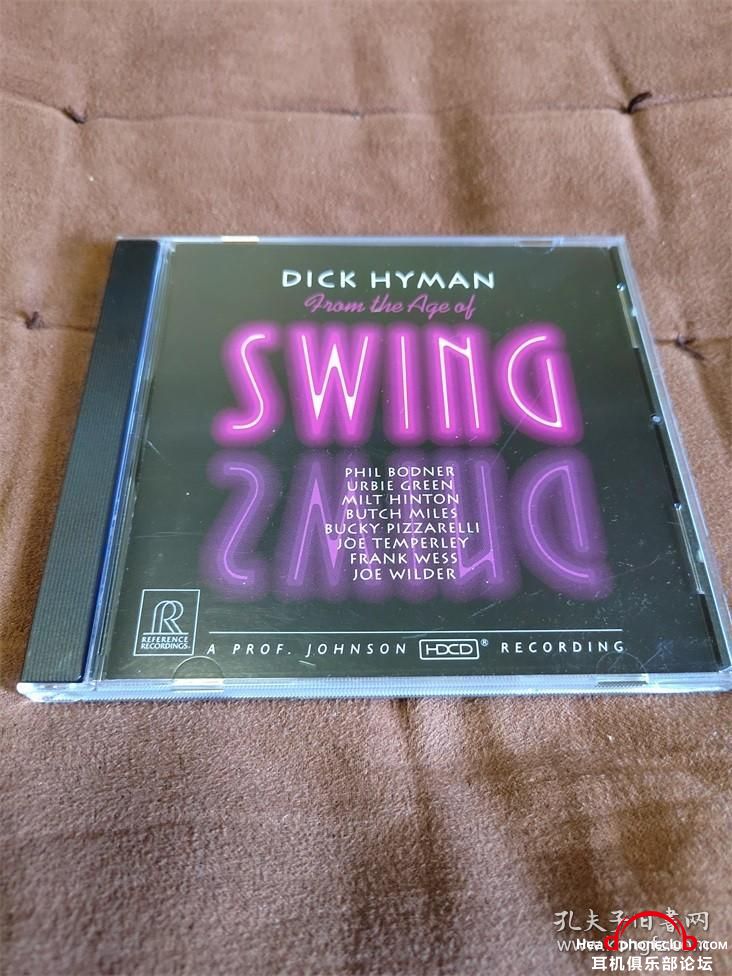 DICK HYMAN
From the Age of
SWING
PHIL BODNER
URBIE GREEN
MILT HINTON
BUTCH MILES
BUCKY PIZZARELLI
JOE TEMPERLEY
FRANK WESS
JOE WILDER
R
REFERENCE
RECORDINGS
A PROF. JOHNSON HDCD® RECORDING
孔夫子旧书网
耳机俱乐部论坛